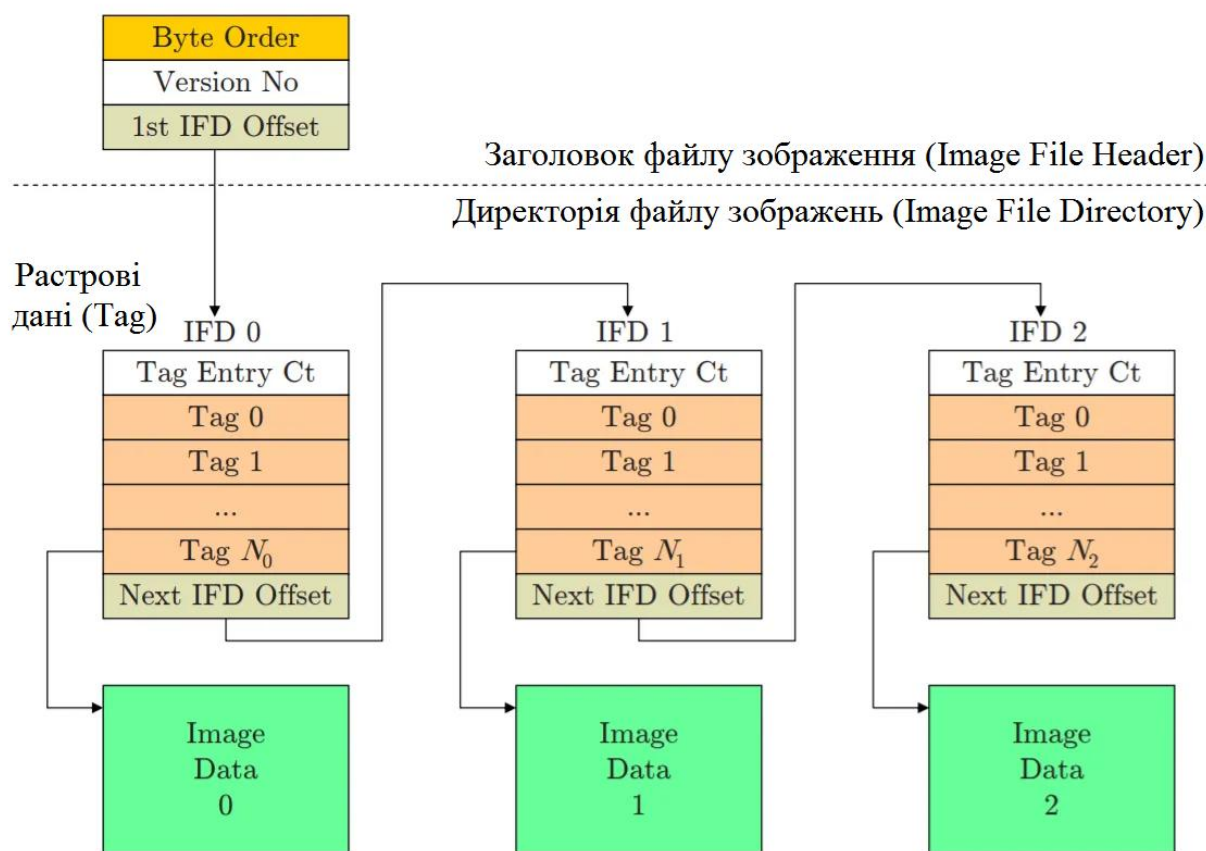 Byte Order
Version No
1st IFD Offset
Заголовок файлу зображення (Image File Header)
Директорія файлу зображень (Image File Directory)
Растрові
дані (Tag)
IFD 0
Tag Entry Ct
Tag 0
Tag 1
...
Tag N₀
Next IFD Offset
Image
Data
0
IFD 1
Tag Entry Ct
Tag 0
Tag 1
...
Tag N₁
Next IFD Offset
Image
Data
1
IFD 2
Tag Entry Ct
Tag 0
Tag 1
...
Tag N₂
Next IFD Offset
Image
Data
2